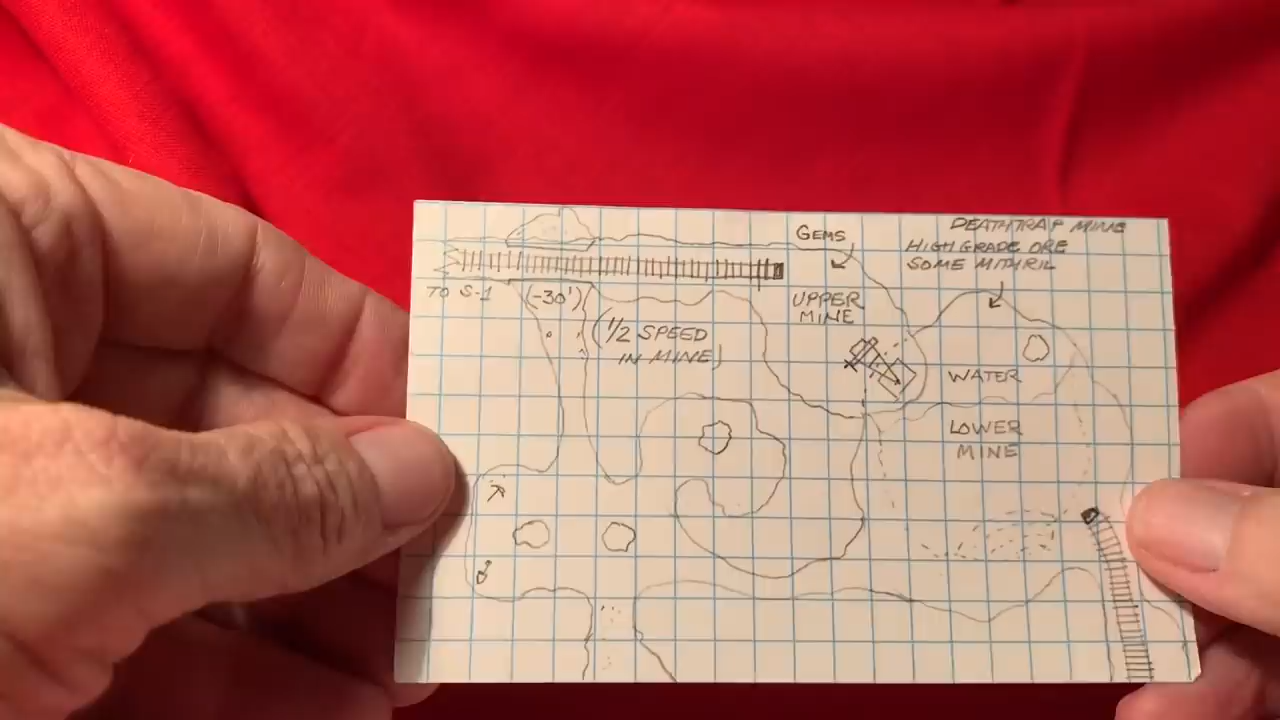 DEATHTRAP MINE
HIGH GRADE ORE
SOME MITHRIL
GEMS
TO S-1
(-30')
UPPER
MINE
(1/2 SPEED
IN MINE)
WATER
LOWER
MINE